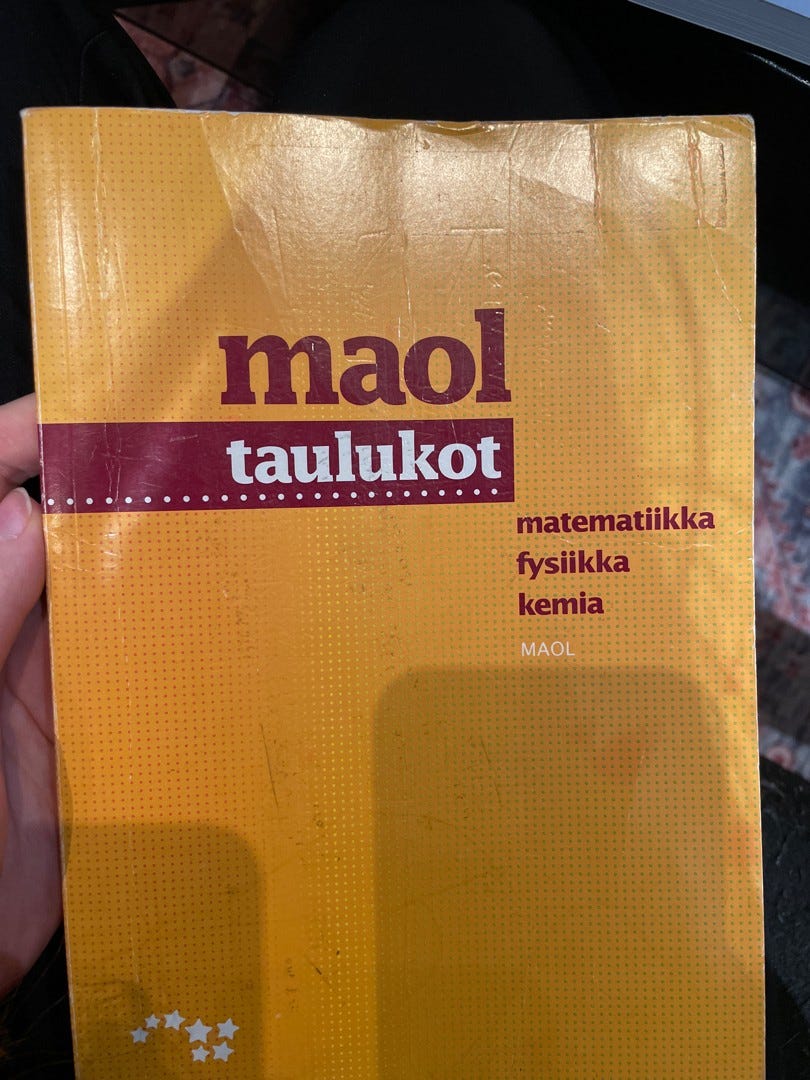 maol
taulukot
matematiikka
fysiikka
kemia
MAOL